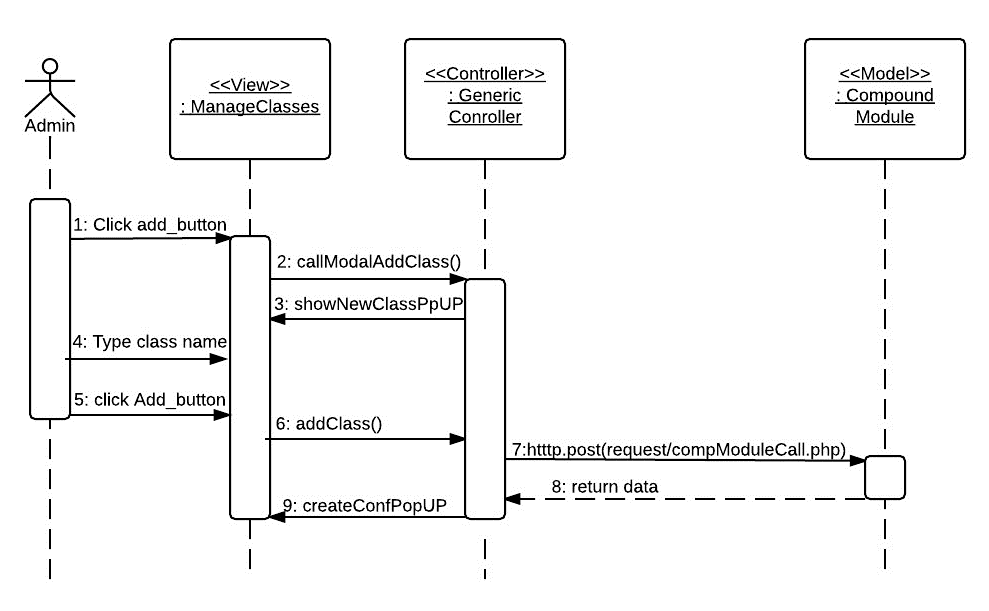 Admin
<<View>>
: ManageClasses
<<Controller>>
: Generic
Conroller
<<Model>>
: Compound
Module
1: Click add_button
2: callModalAddClass()
3: showNewClassPpUP
4: Type class name
5: click Add_button
6: addClass()
7:htttp.post(request/compModuleCall.php)
8: return data
9: createConfPopUP